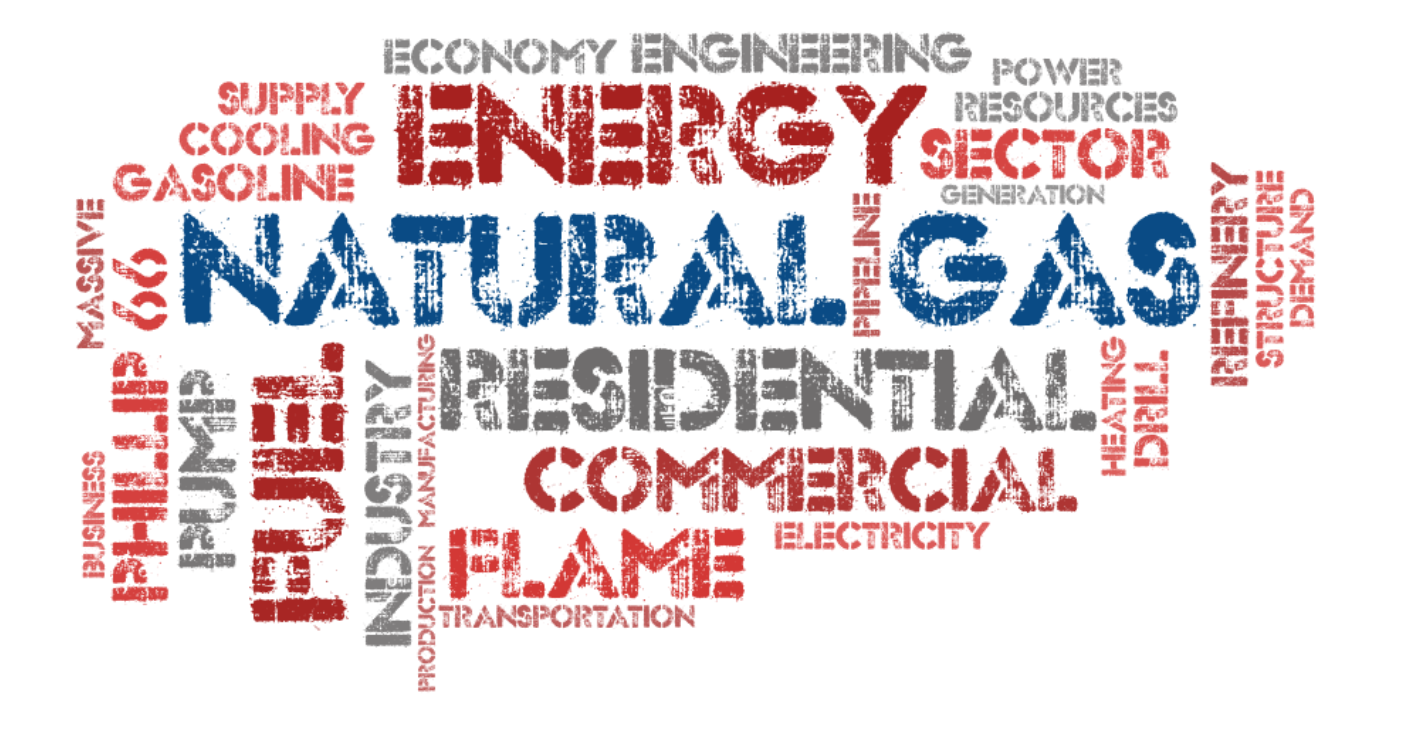 ECONOMY ENGINEERING
POWER
SUPPLY
ENERGY
RESOURCES
COOLING
SECTOR
GASOLINE
GENERATION
MASSIVE
PHILLIP 66
NATURAL GAS
PIPELINE
REFINERY
STRUCTURE
DEMAND
BUSINESS
PUMP
FUEL
INDUSTRY
PRODUCTION MANUFACTURING
RESIDENTIAL
HEATING
DRILL
COMMERCIAL
FLAME
ELECTRICITY
TRANSPORTATION